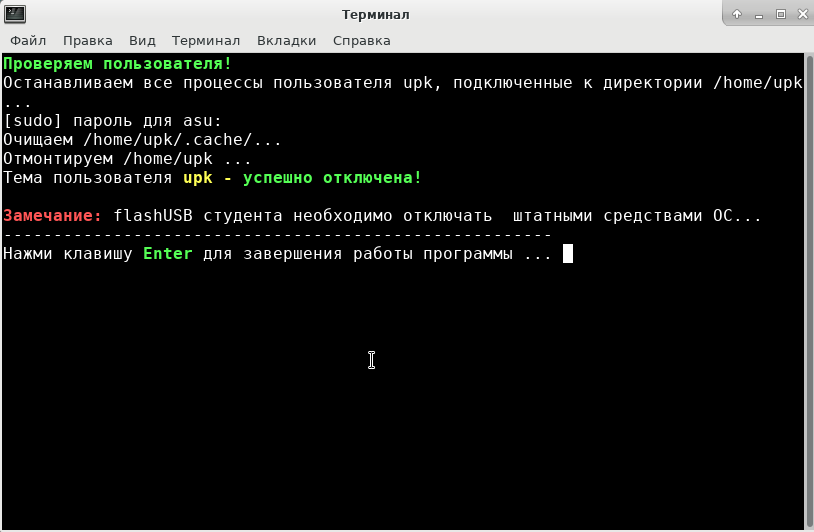 Терминал
Файл Правка Вид Терминал Вкладки Справка
Проверяем пользователя!
Останавливаем все процессы пользователя upk, подключенные к директории /home/upk
...
[sudo] пароль для asu:
Очищаем /home/upk/.cache/...
Отмонтируем /home/upk ...
Тема пользователя upk - успешно отключена!
Замечание: flashUSB студента необходимо отключать  штатными средствами ОС...
-------------------------------------------------------
Нажми клавишу Enter для завершения работы программы ...